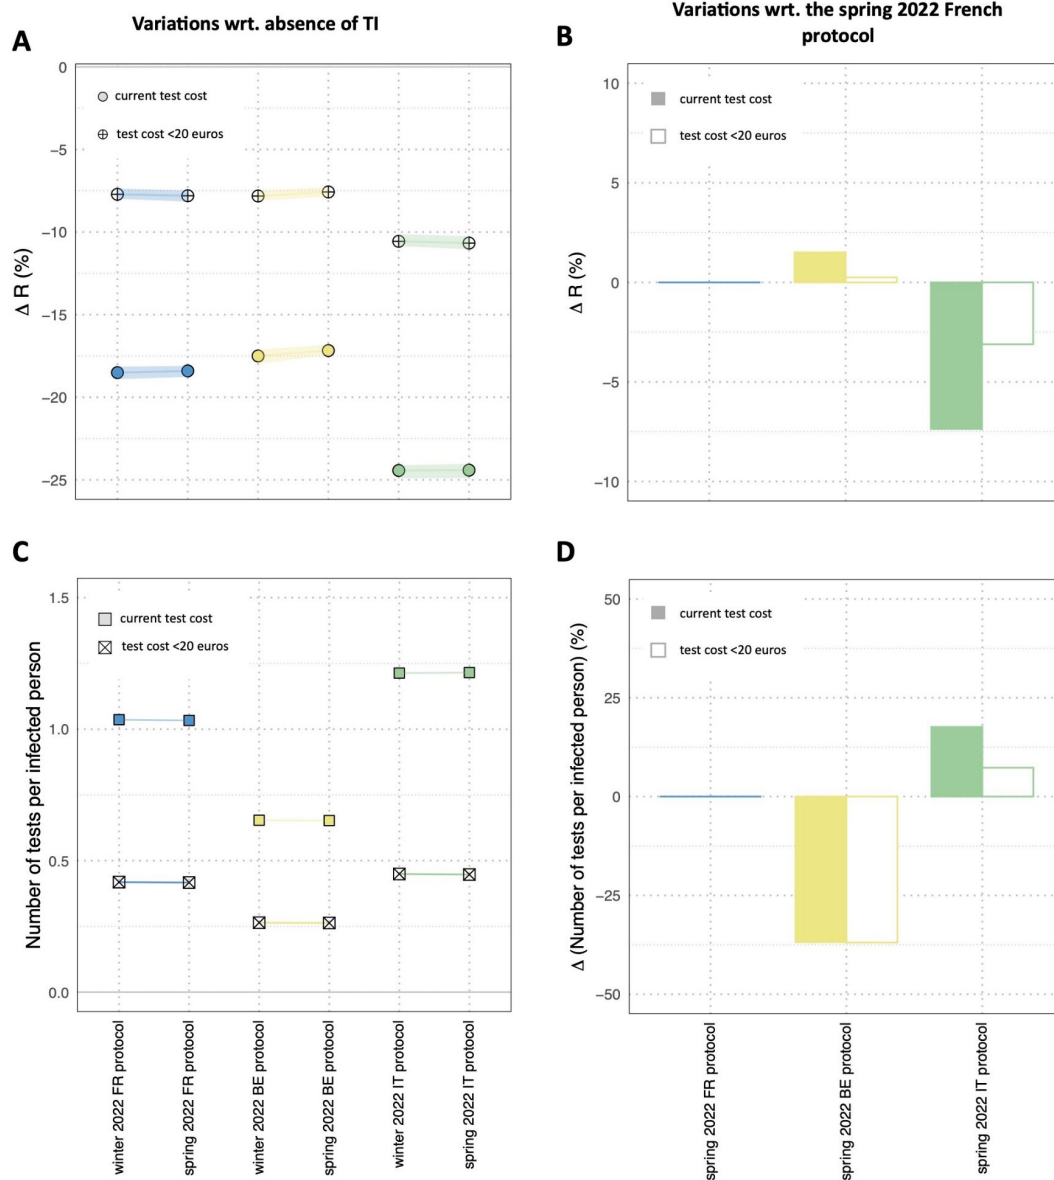 Variations wrt. absence of TI
A
0
−5
−10
−15
−20
−25
Δ R (%)
current test cost
test cost <20 euros
Variations wrt. the spring 2022 French
protocol
B
10
5
0
−5
−10
Δ R (%)
current test cost
test cost <20 euros
C
1.5
1.0
0.5
0.0
Number of tests per infected person
current test cost
test cost <20 euros
winter 2022 FR protocol
spring 2022 FR protocol
winter 2022 BE protocol
spring 2022 BE protocol
winter 2022 IT protocol
spring 2022 IT protocol
D
50
25
0
−25
−50
Δ (Number of tests per infected person) (%)
current test cost
test cost <20 euros
spring 2022 FR protocol
spring 2022 BE protocol
spring 2022 IT protocol